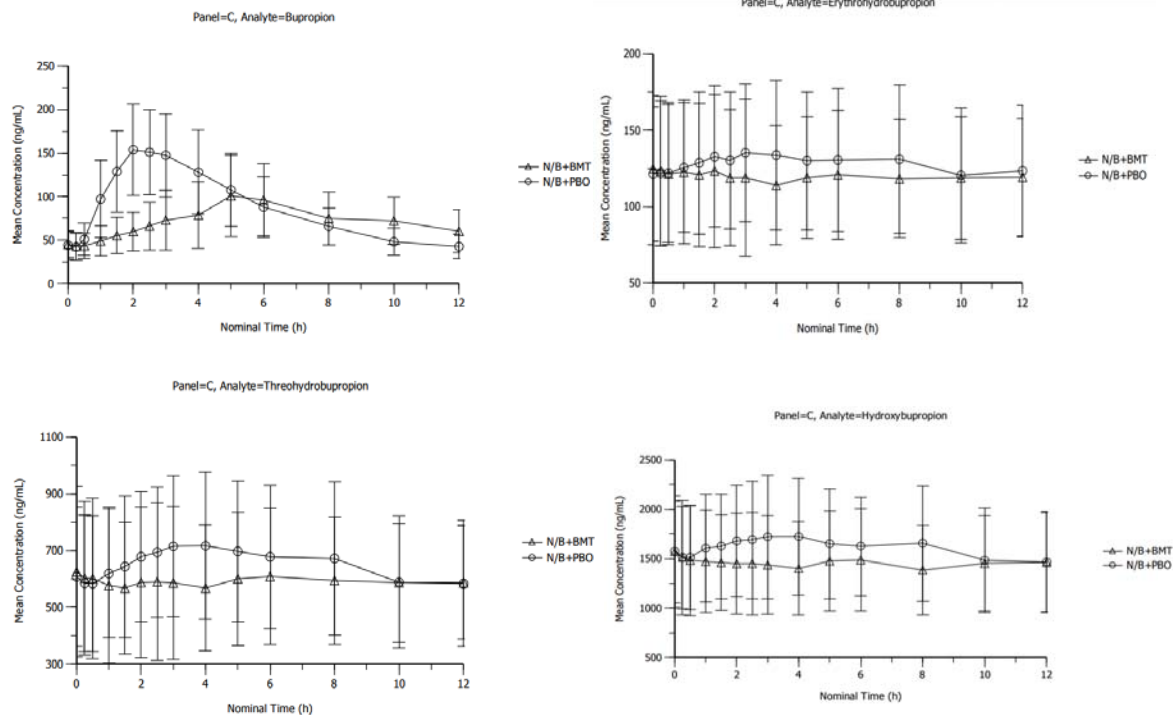 Panel=C, Analyte=Bupropion
Mean Concentration (ng/mL)
250
200
150
100
50
0
0 2 4 6 8 10 12
Nominal Time (h)
N/B+BMT
N/B+PBO
Panel=C, Analyte=Erythrohydrobupropion
Mean Concentration (ng/mL)
200
150
100
50
0 2 4 6 8 10 12
Nominal Time (h)
N/B+BMT
N/B+PBO
Panel=C, Analyte=Threohydrobupropion
Mean Concentration (ng/mL)
1100
900
700
500
300
0 2 4 6 8 10 12
Nominal Time (h)
N/B+BMT
N/B+PBO
Panel=C, Analyte=Hydroxybupropion
Mean Concentration (ng/mL)
2500
2000
1500
1000
500
0 2 4 6 8 10 12
Nominal Time (h)
N/B+BMT
N/B+PBO